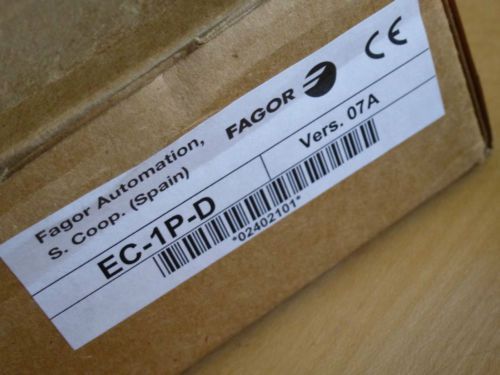 Fagor Automation,
S. Coop. (Spain)
FAGOR
CE
EC-1P-D
Vers. 07A
*02402101*